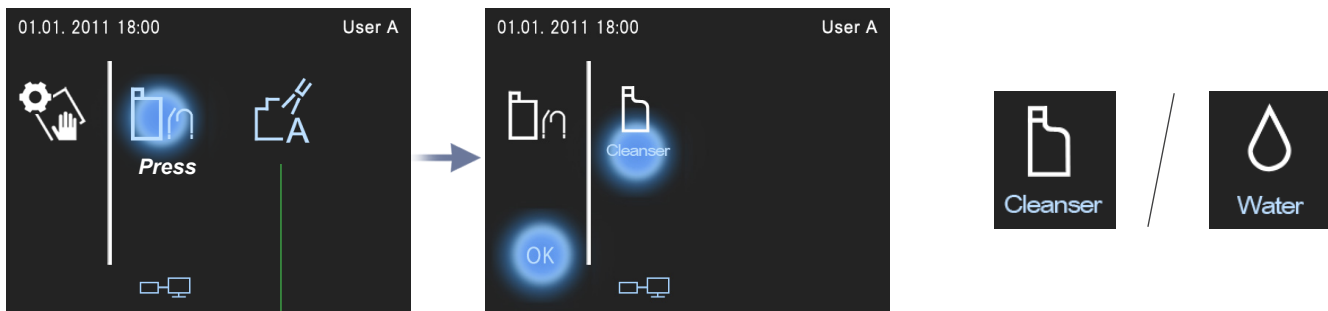 01.01. 2011 18:00 User A
Press
A
01.01. 2011 18:00 User A
Cleanser
OK
Cleanser
Water